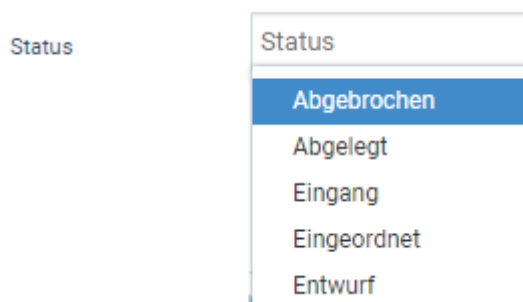 Status
Status
Abgebrochen
Abgelegt
Eingang
Eingeordnet
Entwurf